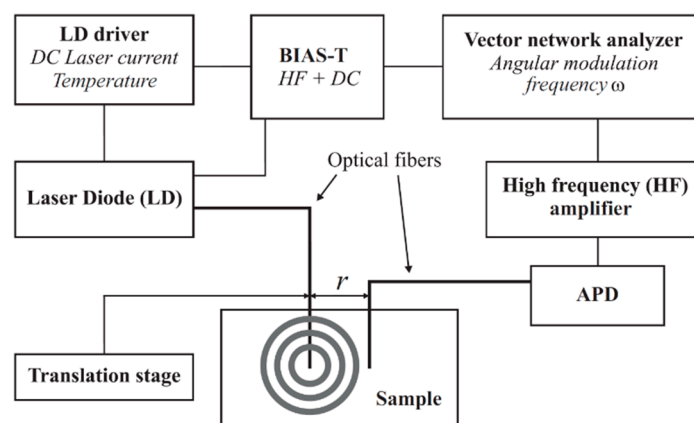 LD driver
DC Laser current
Temperature
BIAS-T
HF + DC
Vector network analyzer
Angular modulation
frequency ω
Optical fibers
Laser Diode (LD)
High frequency (HF)
amplifier
r
APD
Translation stage
Sample